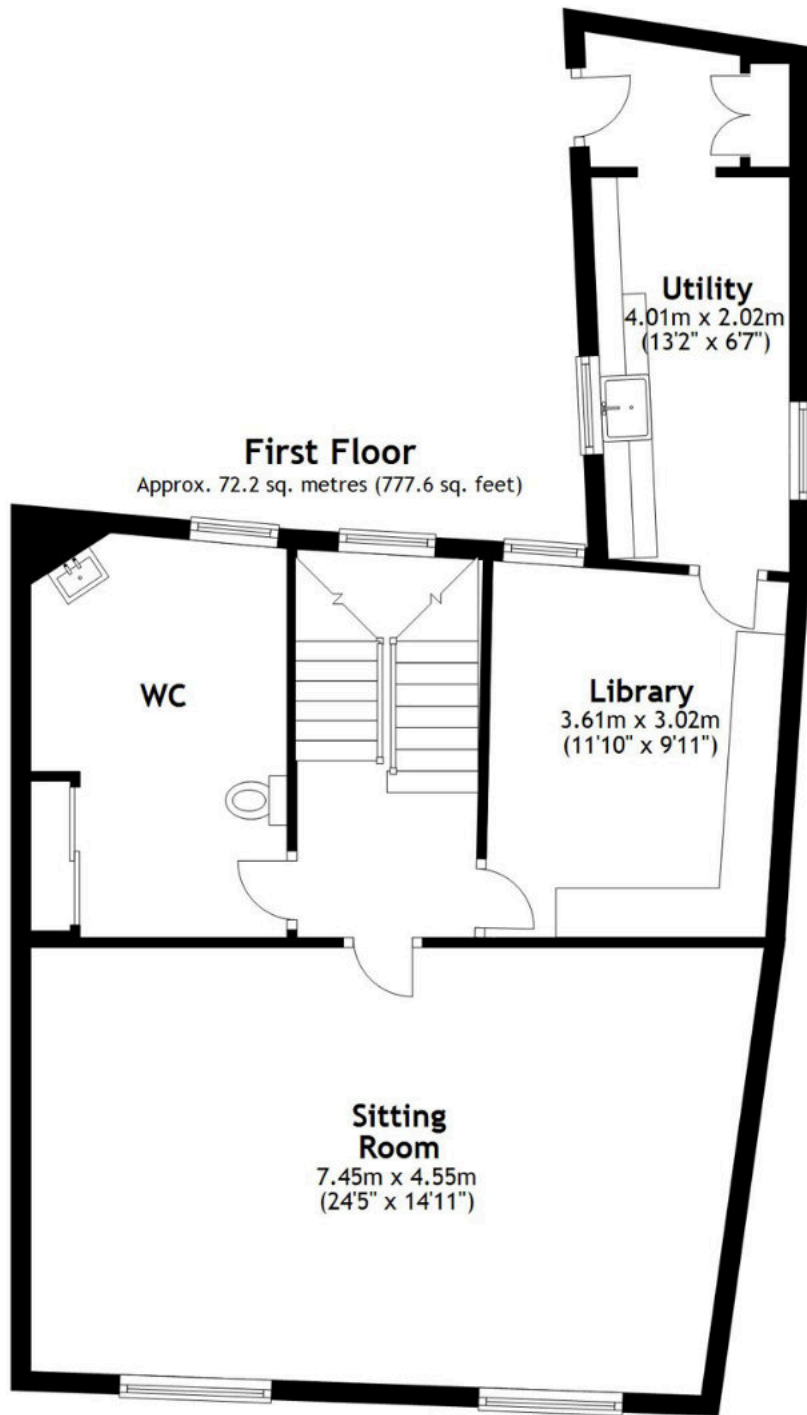 Utility
4.01m x 2.02m
(13'2" x 6'7")
First Floor
Approx. 72.2 sq. metres (777.6 sq. feet)
WC
Library
3.61m x 3.02m
(11'10" x 9'11")
Sitting
Room
7.45m x 4.55m
(24'5" x 14'11")